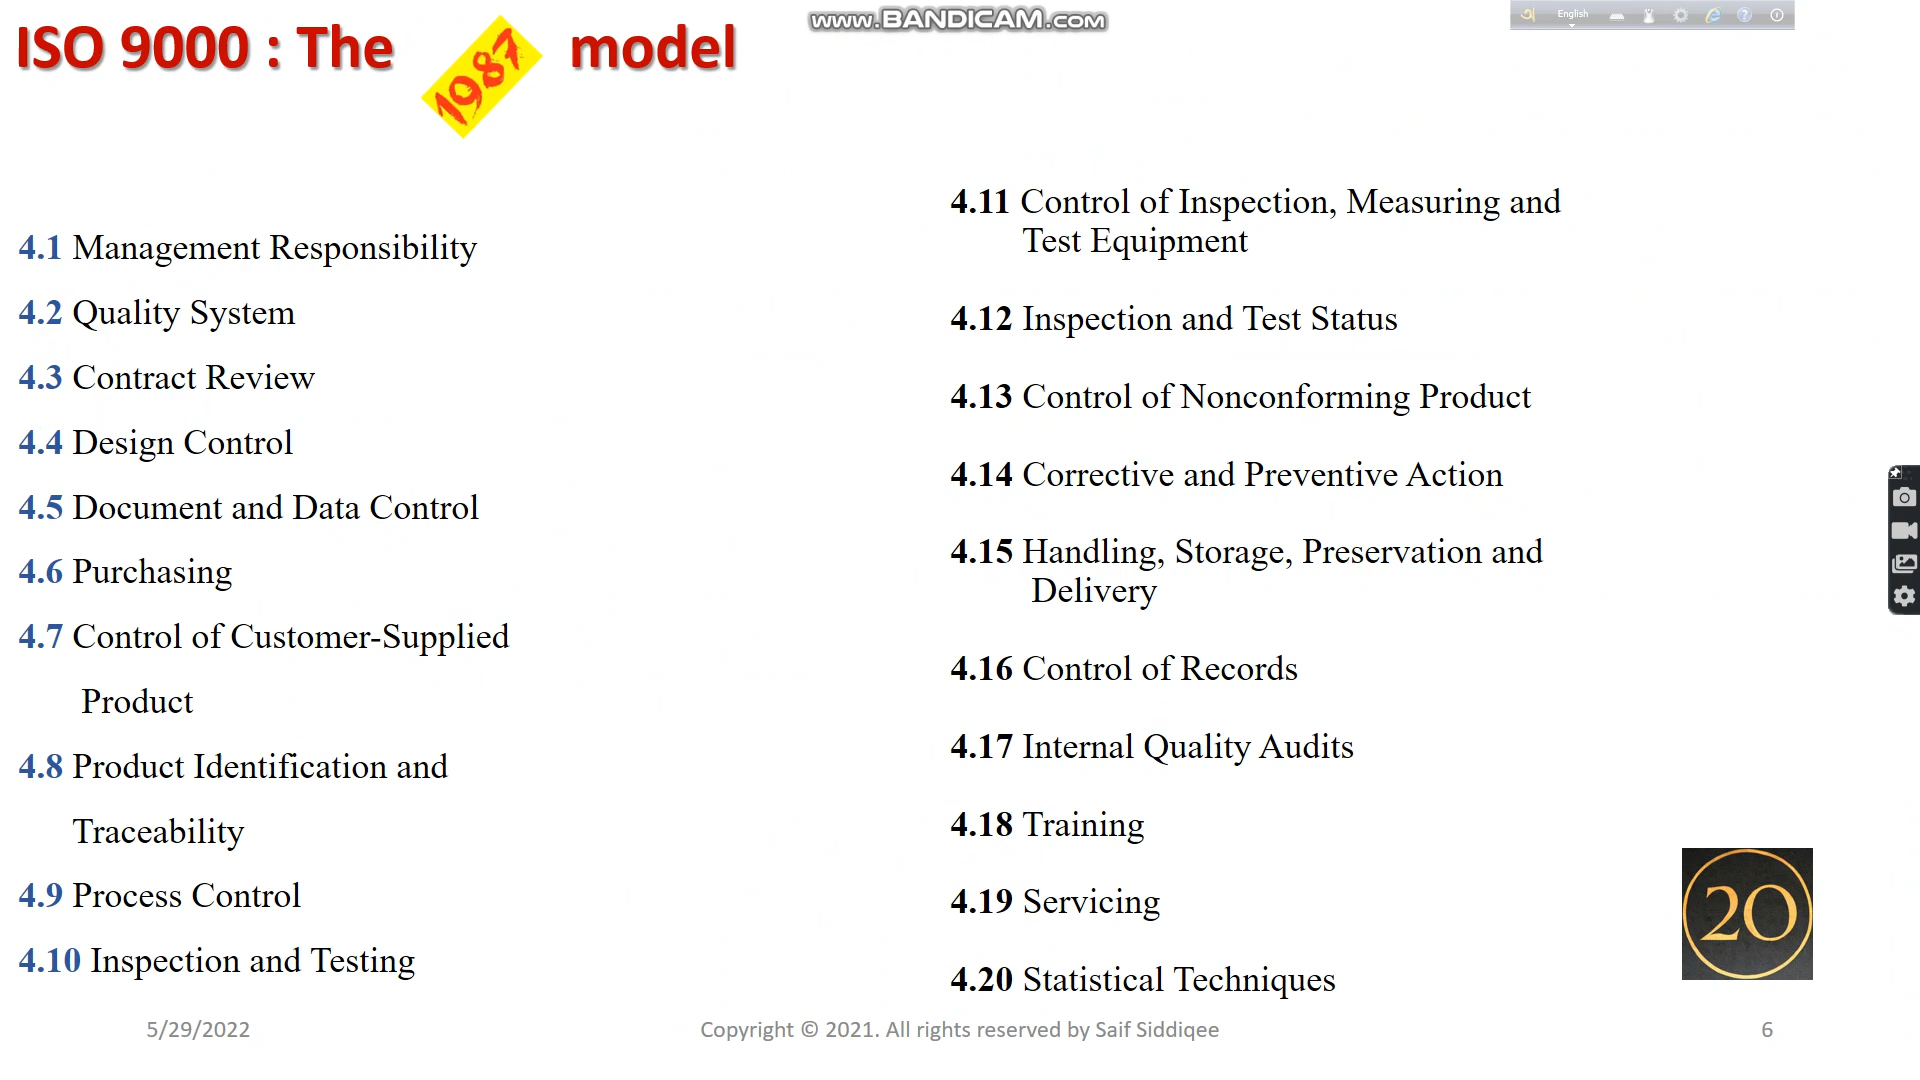 www.BANDICAM.com
English
ISO 9000 : The 1987 model
4.1 Management Responsibility
4.2 Quality System
4.3 Contract Review
4.4 Design Control
4.5 Document and Data Control
4.6 Purchasing
4.7 Control of Customer-Supplied
Product
4.8 Product Identification and
Traceability
4.9 Process Control
4.10 Inspection and Testing
4.11 Control of Inspection, Measuring and
Test Equipment
4.12 Inspection and Test Status
4.13 Control of Nonconforming Product
4.14 Corrective and Preventive Action
4.15 Handling, Storage, Preservation and
Delivery
4.16 Control of Records
4.17 Internal Quality Audits
4.18 Training
4.19 Servicing
4.20 Statistical Techniques
20
5/29/2022
Copyright © 2021. All rights reserved by Saif Siddiqee
6